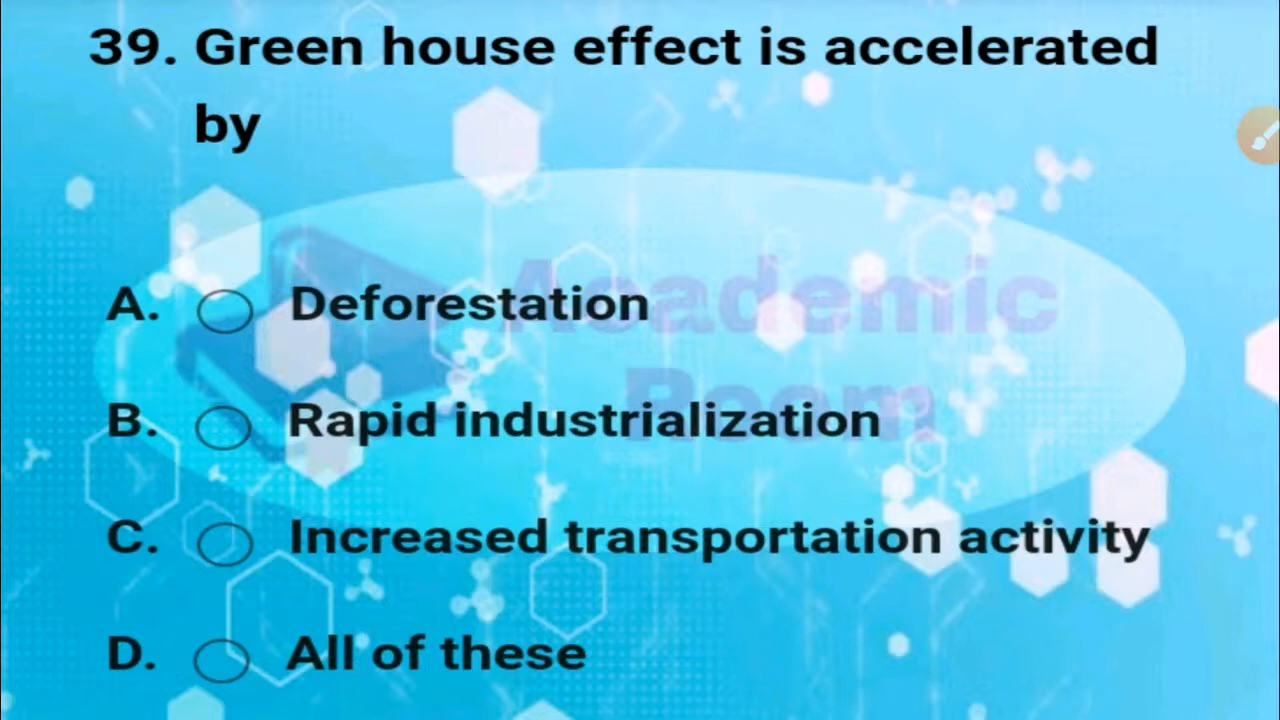 39. Green house effect is accelerated
by
Academic
Room
A. Deforestation
B. Rapid industrialization
C. Increased transportation activity
D. All of these